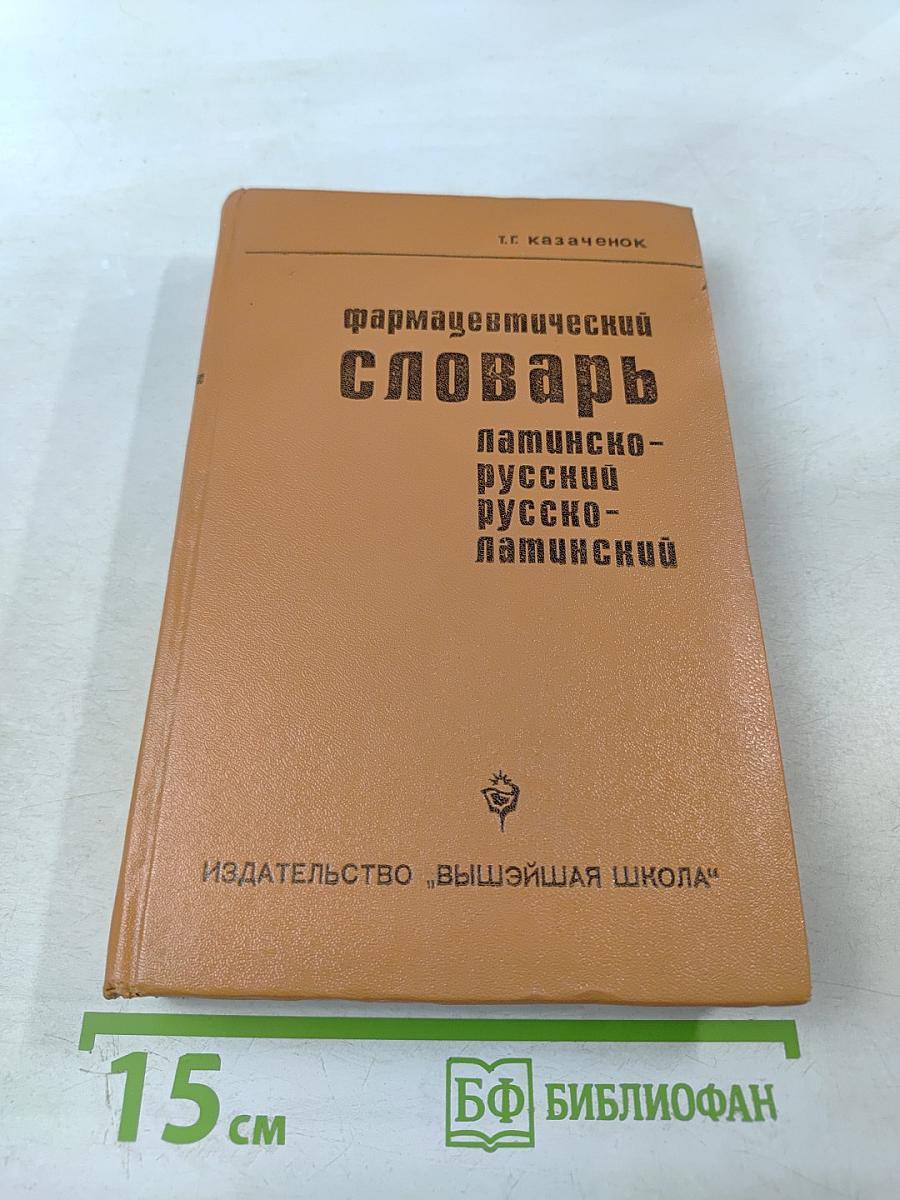 Т.Г. Казаченок
фармацевтический
словарь
латинско-
русский
русско-
латинский
ИЗДАТЕЛЬСТВО „ВЫШЭЙШАЯ ШКОЛА“
15 см
БФ БИБЛИОФАН